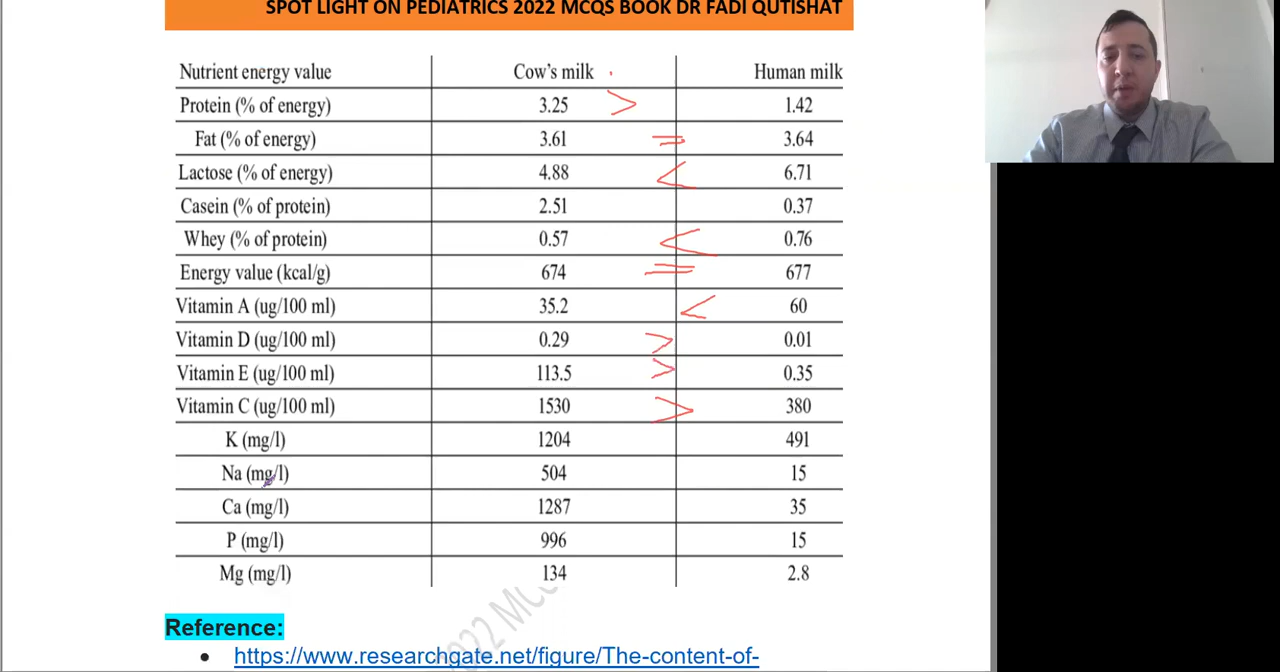 SPOT LIGHT ON PEDIATRICS 2022 MCQS BOOK DR FADI QUTISHAT
Nutrient energy value Cow's milk Human milk
Protein (% of energy) 3.25 > 1.42
Fat (% of energy) 3.61 = 3.64
Lactose (% of energy) 4.88 < 6.71
Casein (% of protein) 2.51 0.37
Whey (% of protein) 0.57 < 0.76
Energy value (kcal/g) 674 = 677
Vitamin A (ug/100 ml) 35.2 < 60
Vitamin D (ug/100 ml) 0.29 > 0.01
Vitamin E (ug/100 ml) 113.5 > 0.35
Vitamin C (ug/100 ml) 1530 > 380
K (mg/l) 1204 491
Na (mg/l) 504 15
Ca (mg/l) 1287 35
P (mg/l) 996 15
Mg (mg/l) 134 2.8
2022
Reference:
• https://www.researchgate.net/figure/The-content-of-